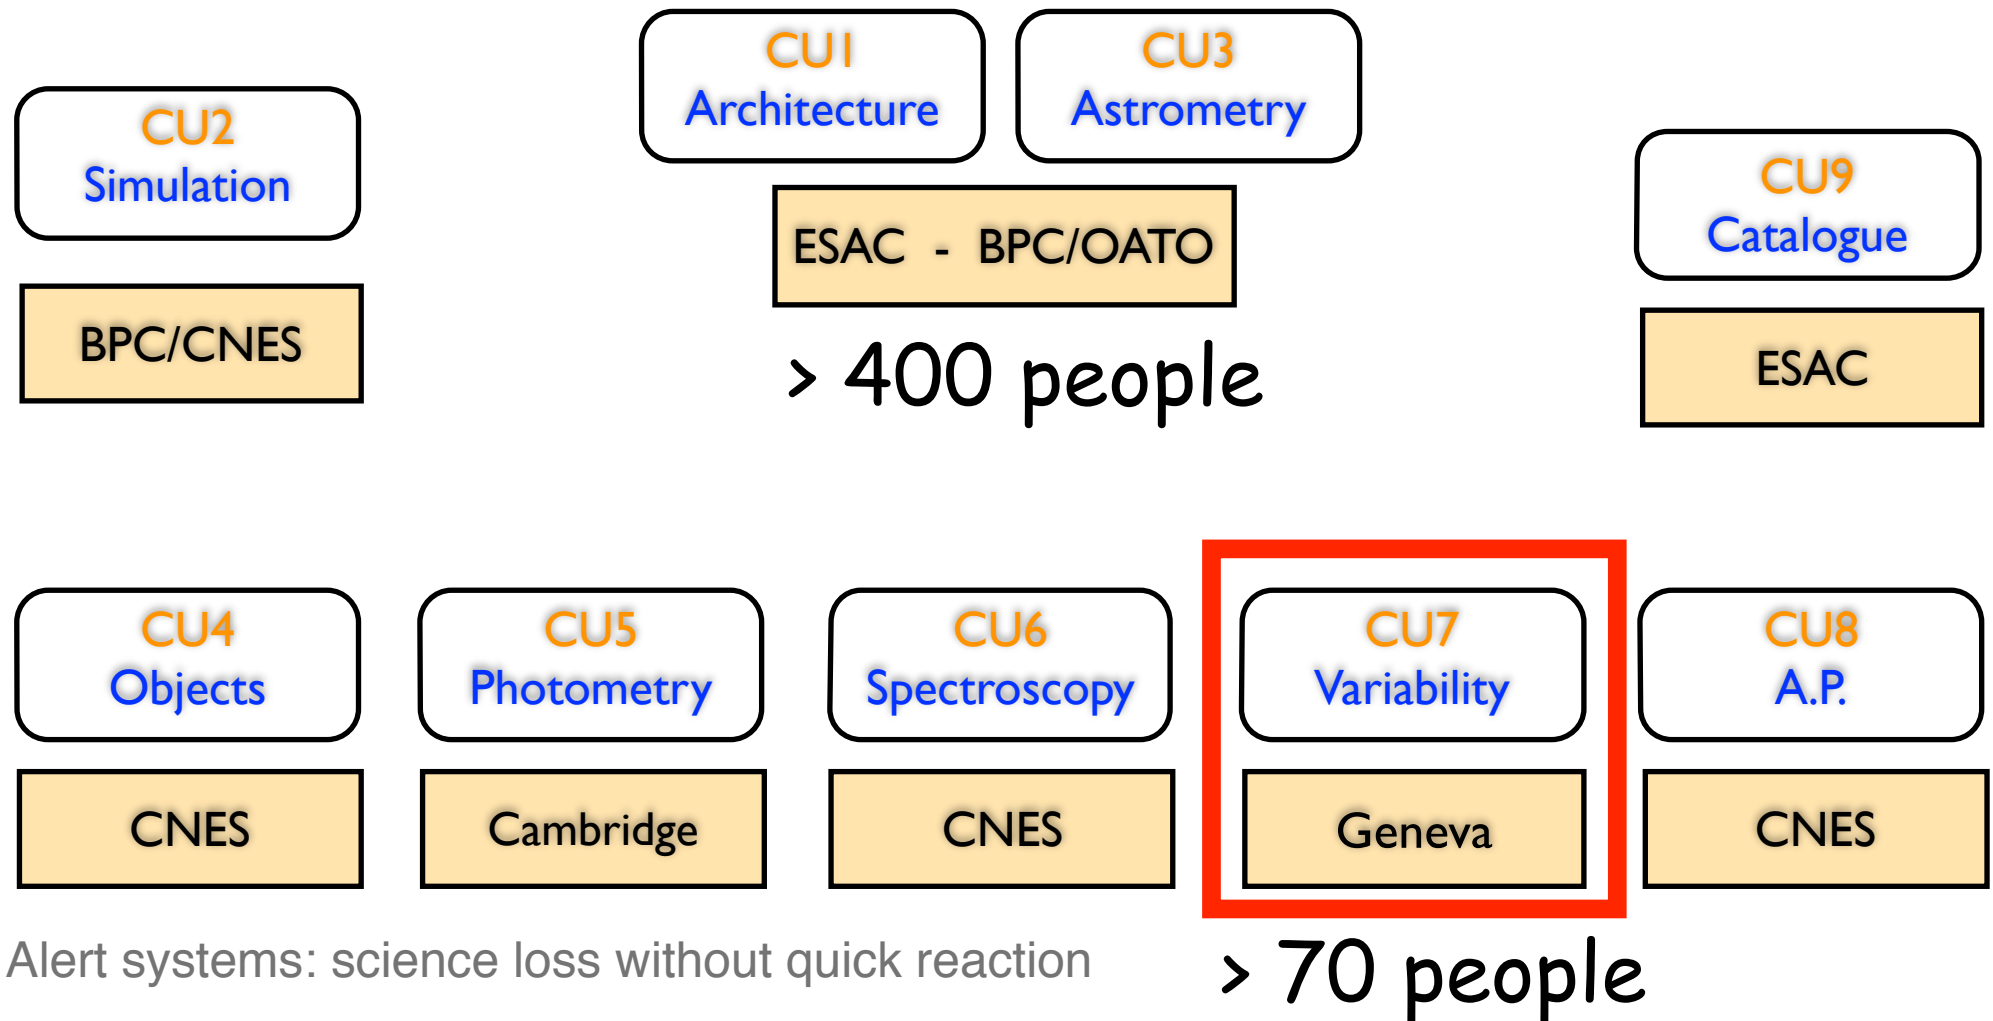 CU1
Architecture
CU3
Astrometry
CU2
Simulation
CU9
Catalogue
ESAC - BPC/OATO
BPC/CNES
ESAC
> 400 people
CU4
Objects
CU5
Photometry
CU6
Spectroscopy
CU7
Variability
CU8
A.P.
CNES
Cambridge
CNES
Geneva
CNES
Alert systems: science loss without quick reaction
> 70 people